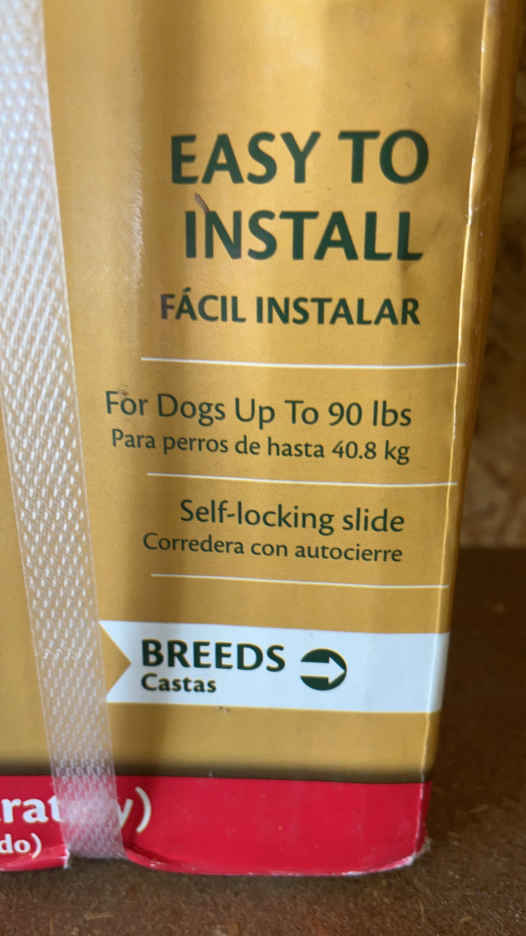 EASY TO
INSTALL
FÁCIL INSTALAR
For Dogs Up To 90 lbs
Para perros de hasta 40.8 kg
Self-locking slide
Corredera con autocierre
BREEDS
Castas